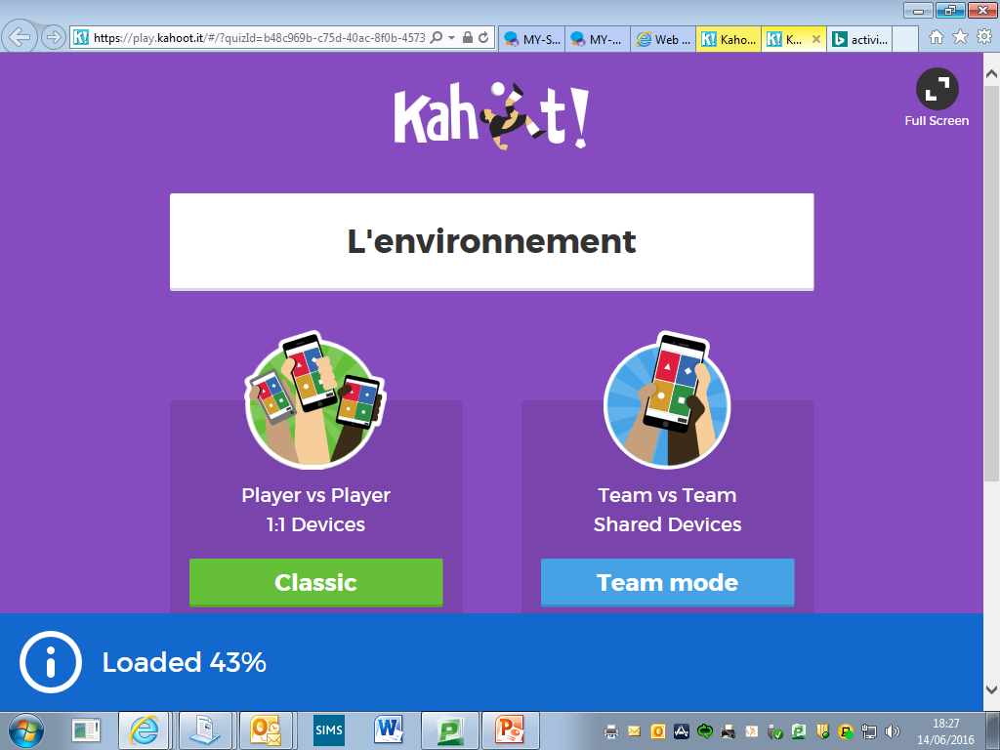 https://play.kahoot.it/#/?quizId=b48c969b-c75d-40ac-8f0b-4573
MY-S... MY-... Web ... Kaho... K... activi...
Kahoot!
Full Screen
L'environnement
Player vs Player
1:1 Devices
Classic
Team vs Team
Shared Devices
Team mode
Loaded 43%
SIMS
18:27
14/06/2016